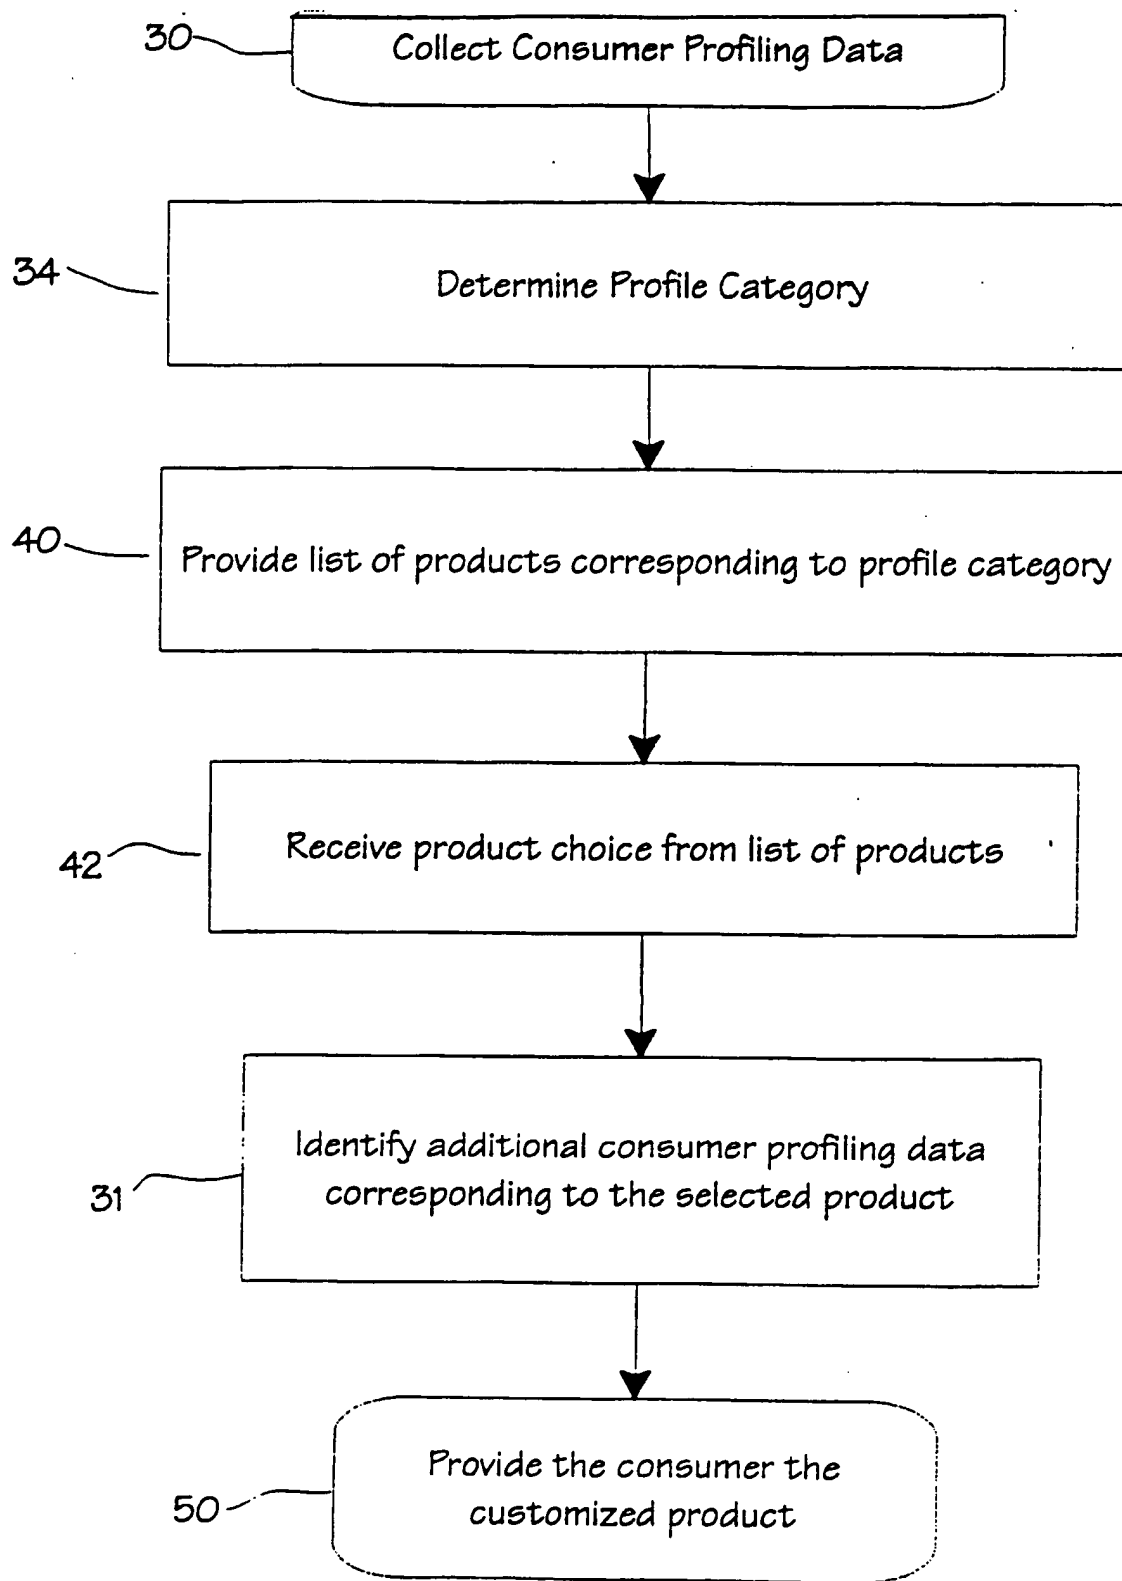 30
Collect Consumer Profiling Data
34
Determine Profile Category
40
Provide list of products corresponding to profile category
42
Receive product choice from list of products
31
Identify additional consumer profiling data
corresponding to the selected product
50
Provide the consumer the
customized product